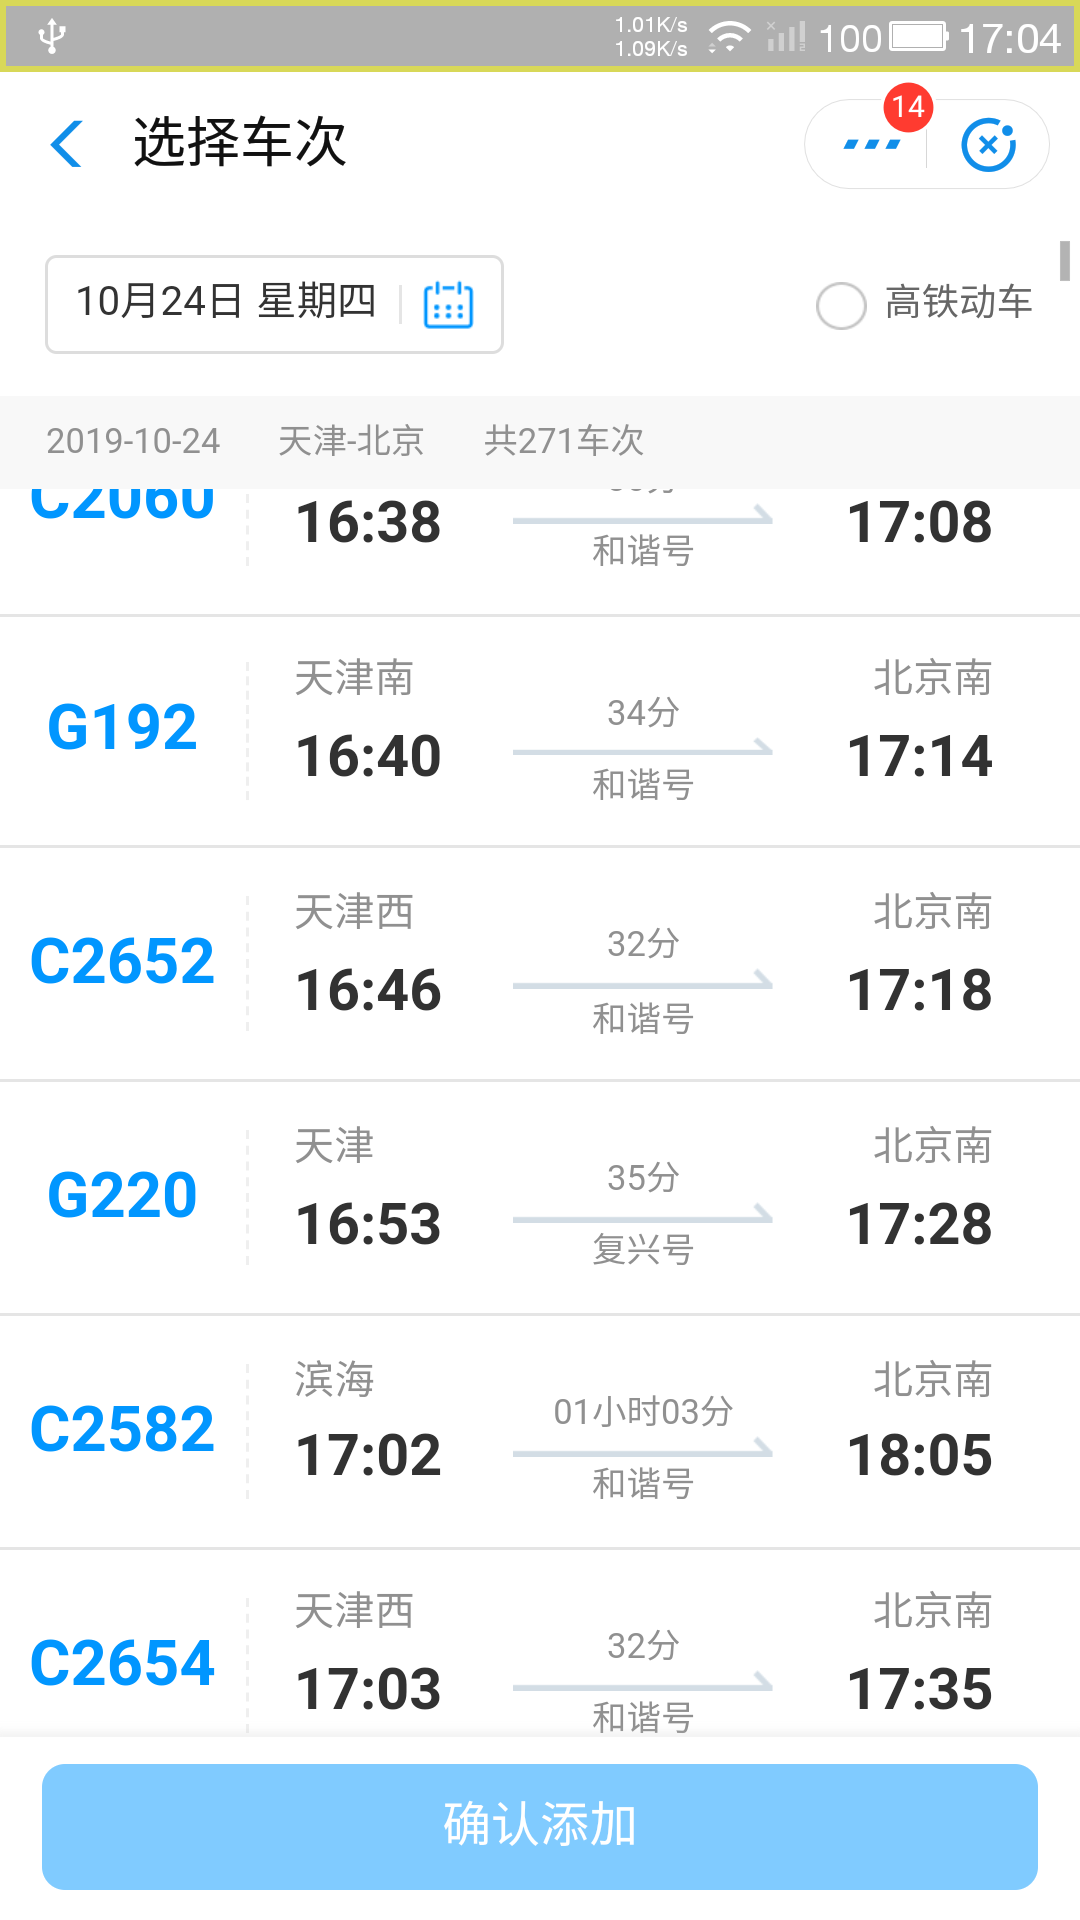 1.01K/s
1.09K/s
100
17:04
选择车次
14
10月24日 星期四
高铁动车
2019-10-24 天津-北京 共271车次
C2060
16:38
17:08
和谐号
天津南
北京南
G192
34分
16:40
17:14
和谐号
天津西
北京南
C2652
32分
16:46
17:18
和谐号
天津
北京南
G220
35分
16:53
17:28
复兴号
滨海
北京南
C2582
01小时03分
17:02
18:05
和谐号
天津西
北京南
C2654
32分
17:03
17:35
和谐号
确认添加